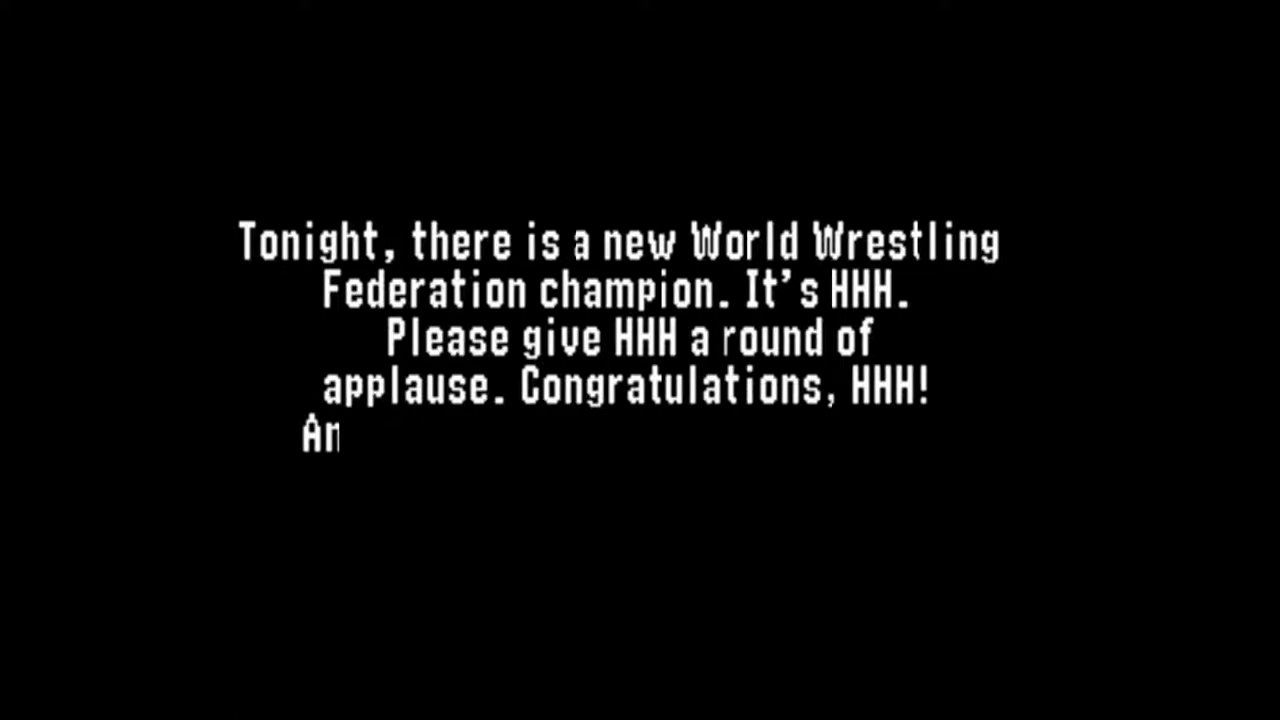 Tonight, there is a new World Wrestling
Federation champion. It's HHH.
Please give HHH a round of
applause. Congratulations, HHH!
An